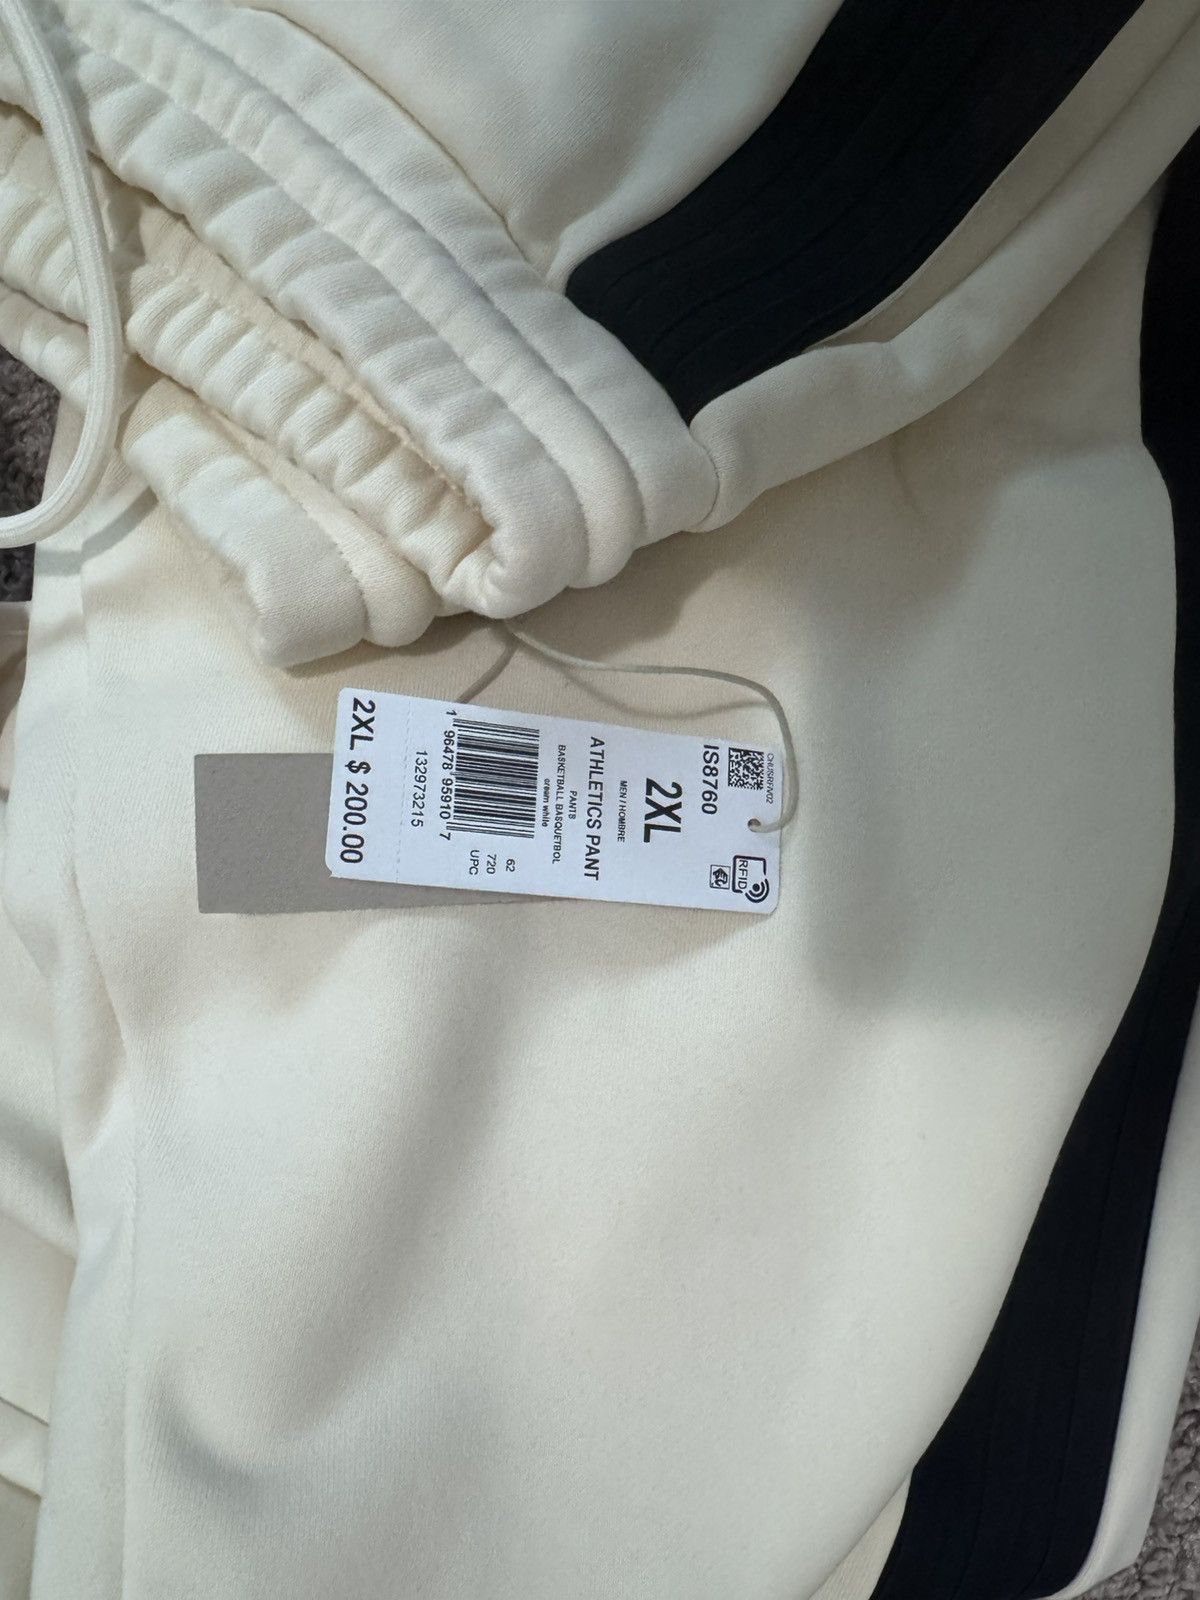 CHUSRFIV02
IS8760
RFID
2XL
MEN / HOMBRE
ATHLETICS PANT
PANTS
BASKETBALL BASQUETBOL
cream white
62
720
UPC
1 96478 95910 7
132973215
2XL $ 200.00